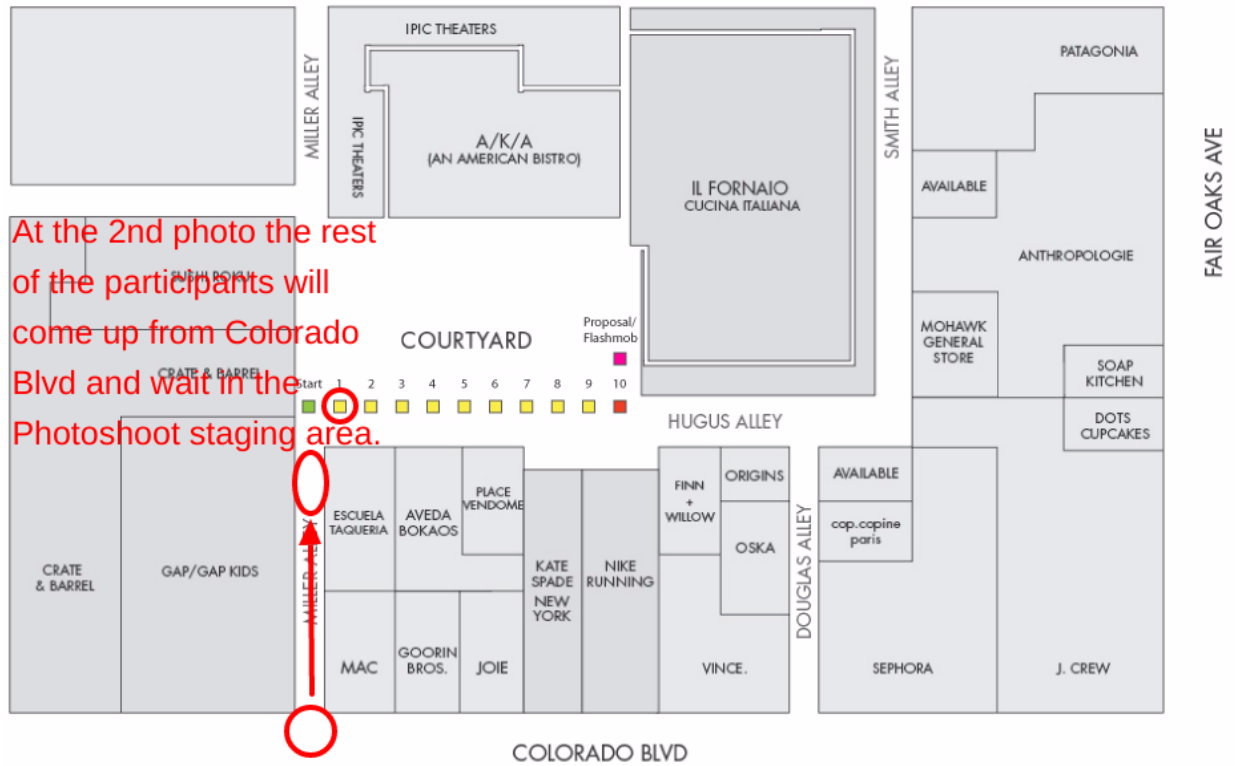 IPIC THEATERS
PATAGONIA
MILLER ALLEY
SMITH ALLEY
IPIC THEATERS
A/K/A
(AN AMERICAN BISTRO)
IL FORNAIO
CUCINA ITALIANA
AVAILABLE
FAIR OAKS AVE
At the 2nd photo the rest
of the participants will
come up from Colorado
Blvd and wait in the
Photoshoot staging area.
SUSHI ROKU
CRATE & BARREL
ANTHROPOLOGIE
COURTYARD
Proposal/
Flashmob
MOHAWK
GENERAL
STORE
SOAP
KITCHEN
Start 1 2 3 4 5 6 7 8 9 10
HUGUS ALLEY
DOTS
CUPCAKES
ESCUELA
TAQUERIA
AVEDA
BOKAOS
PLACE
VENDOME
FINN
+
WILLOW
ORIGINS
AVAILABLE
cop.copine
paris
OSKA
CRATE
& BARREL
GAP/GAP KIDS
MILLER ALLEY
KATE
SPADE
NEW
YORK
NIKE
RUNNING
DOUGLAS ALLEY
MAC
GOORIN
BROS.
JOIE
VINCE.
SEPHORA
J. CREW
COLORADO BLVD